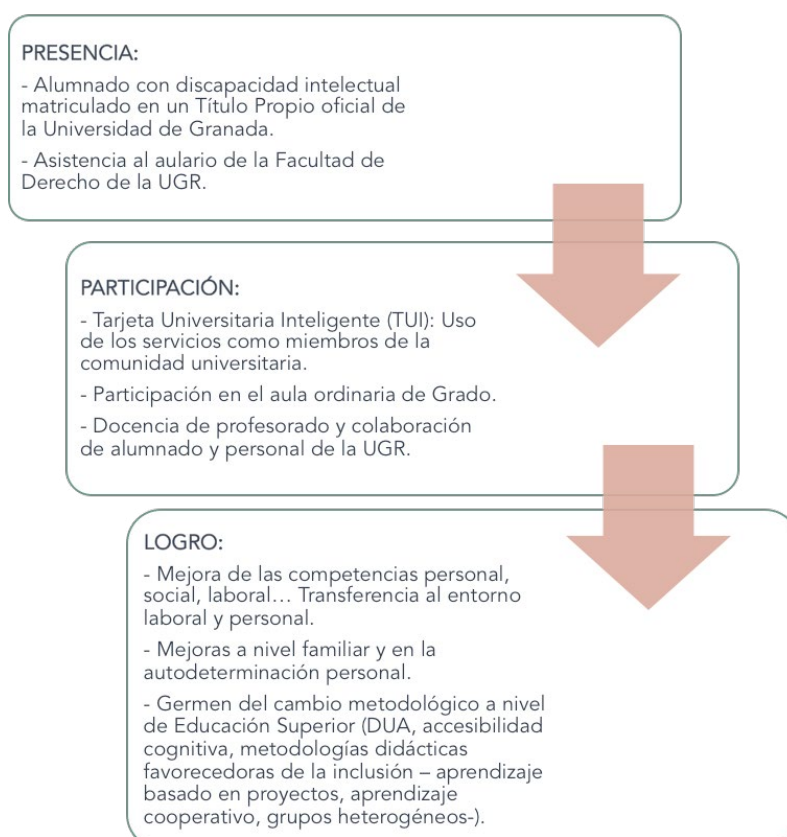 PRESENCIA:
- Alumnado con discapacidad intelectual
matriculado en un Título Propio oficial de
la Universidad de Granada.
- Asistencia al aulario de la Facultad de
Derecho de la UGR.
PARTICIPACIÓN:
- Tarjeta Universitaria Inteligente (TUI): Uso
de los servicios como miembros de la
comunidad universitaria.
- Participación en el aula ordinaria de Grado.
- Docencia de profesorado y colaboración
de alumnado y personal de la UGR.
LOGRO:
- Mejora de las competencias personal,
social, laboral... Transferencia al entorno
laboral y personal.
- Mejoras a nivel familiar y en la
autodeterminación personal.
- Germen del cambio metodológico a nivel
de Educación Superior (DUA, accesibilidad
cognitiva, metodologías didácticas
favorecedoras de la inclusión – aprendizaje
basado en proyectos, aprendizaje
cooperativo, grupos heterogéneos-).